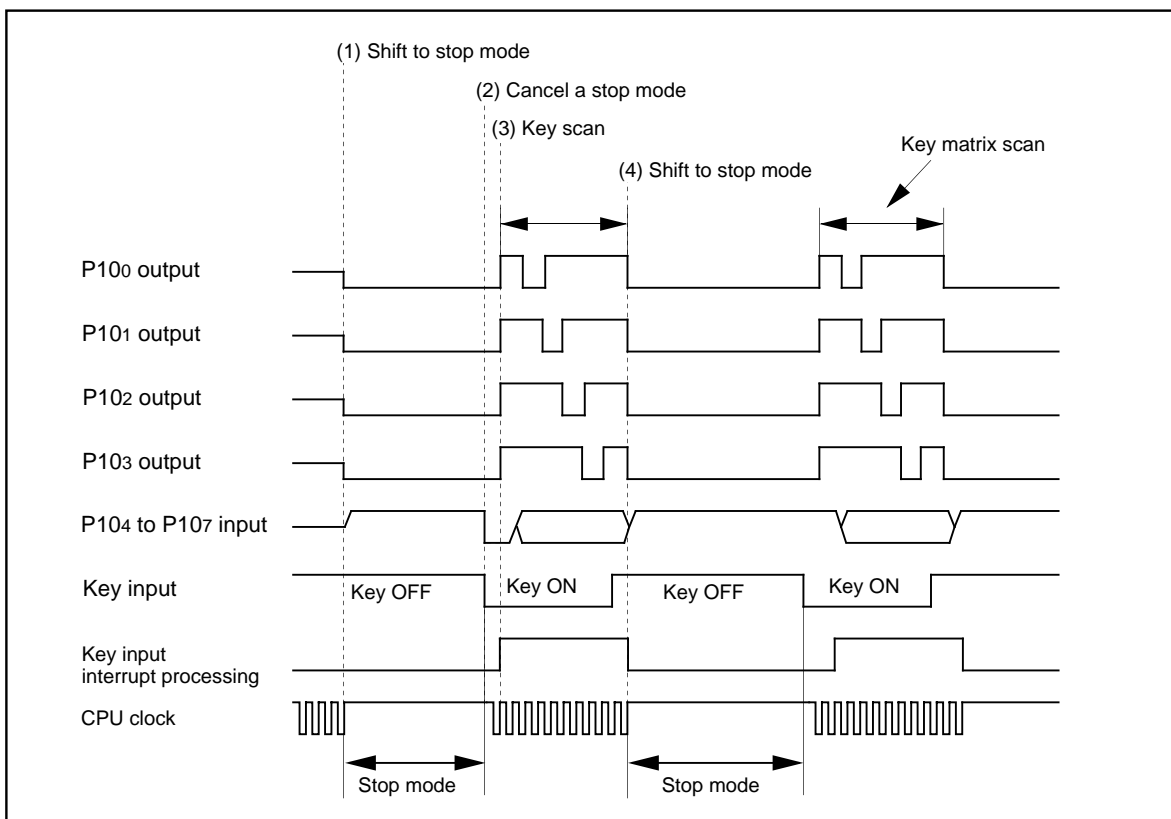 (1) Shift to stop mode
(2) Cancel a stop mode
(3) Key scan
Key matrix scan
(4) Shift to stop mode
P100 output
P101 output
P102 output
P103 output
P104 to P107 input
Key input
Key OFF
Key ON
Key OFF
Key ON
Key input
interrupt processing
CPU clock
Stop mode
Stop mode